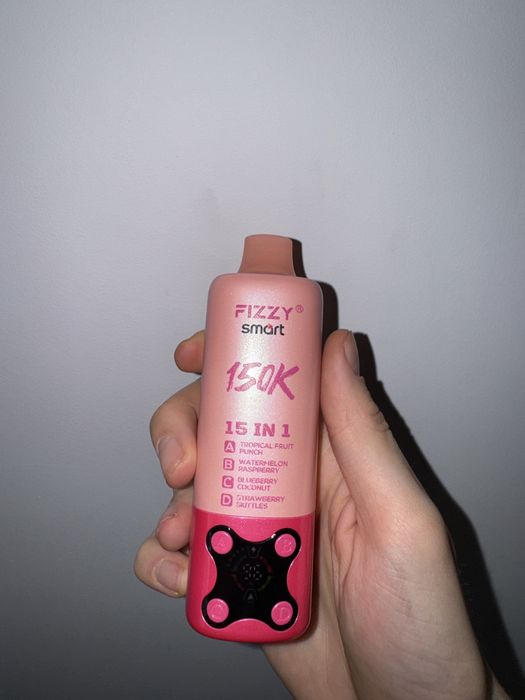 FIZZY®
smart
150K
15 IN 1
A TROPICAL FRUIT
PUNCH
B WATERMELON
RASPBERRY
C BLUEBERRY
COCONUT
D STRAWBERRY
SKITTLES
A B
C D